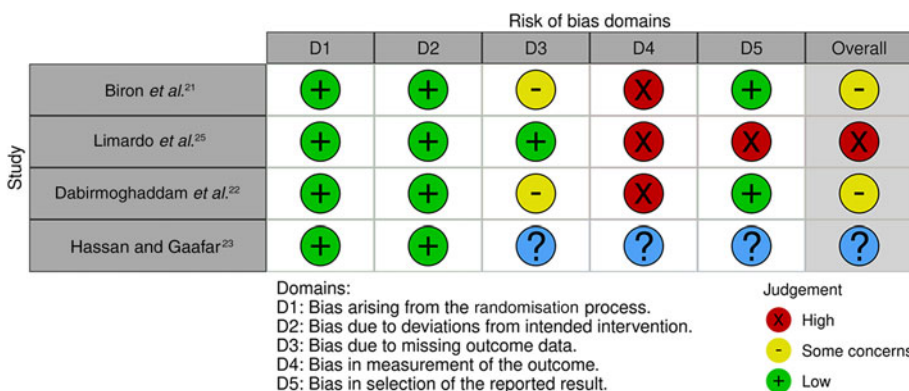 Risk of bias domains
D1 D2 D3 D4 D5 Overall
Study
Biron et al.²¹ + + - X + -
Limardo et al.²⁵ + + + X X X
Dabirmoghaddam et al.²² + + - X + -
Hassan and Gaafar²³ + + ? ? ? ?
Domains:
D1: Bias arising from the randomisation process.
D2: Bias due to deviations from intended intervention.
D3: Bias due to missing outcome data.
D4: Bias in measurement of the outcome.
D5: Bias in selection of the reported result.
Judgement
X High
- Some concerns
+ Low